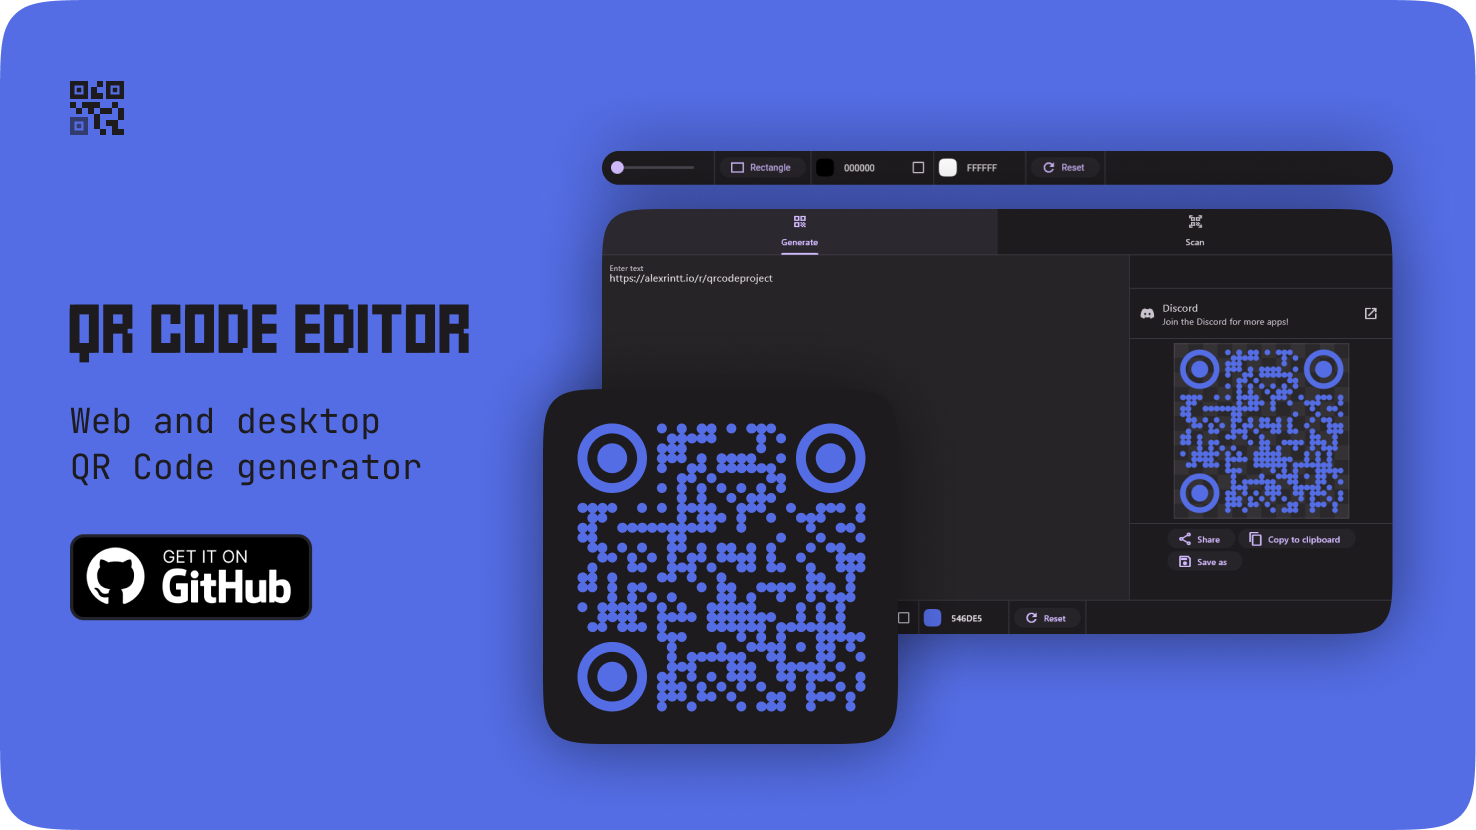 QR CODE EDITOR
Web and desktop
QR Code generator
GET IT ON
GitHub
Rectangle
000000
FFFFFF
Reset
Generate
Scan
Enter text
https://alexrintt.io/r/qrcodeproject
Discord
Join the Discord for more apps!
Share
Copy to clipboard
Save as
546DE5
Reset